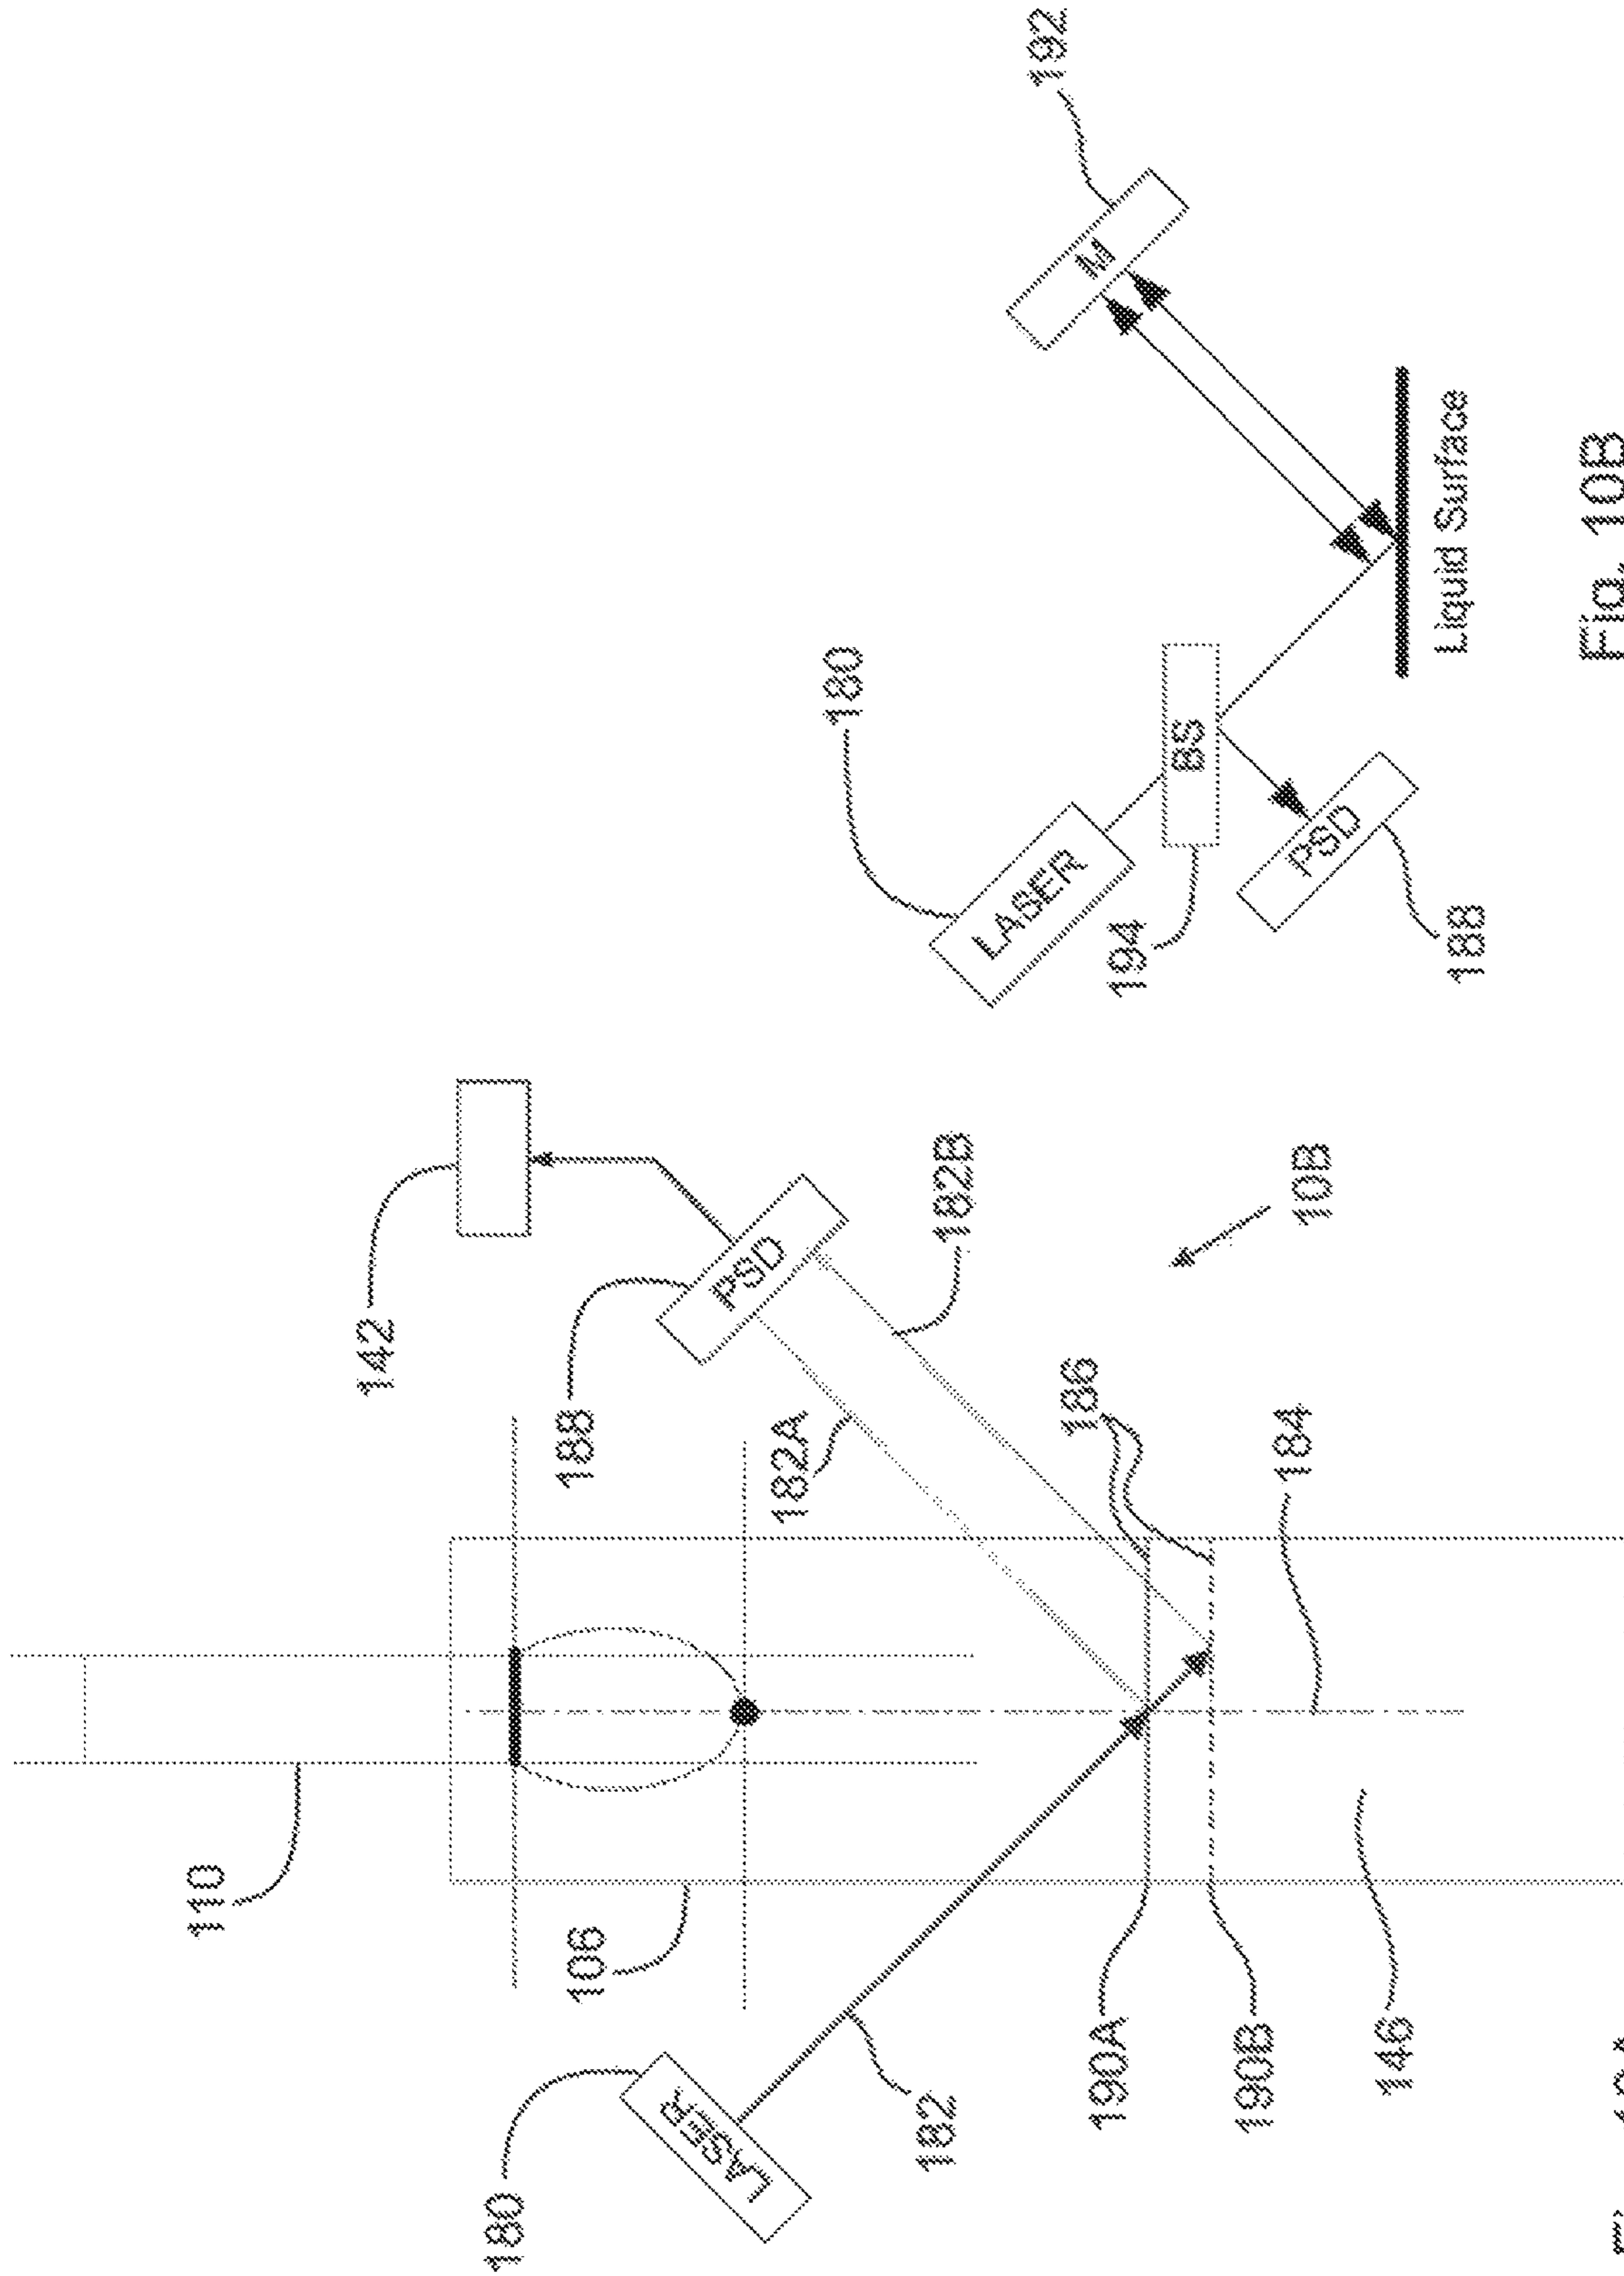 110
142
180
LASER
106
188
PSD
182A
182B
182
190A
190B
186
184
146
10B
192
M
180
LASER
194
BS
PSD
188
Liquid Surface
Fig. 10B